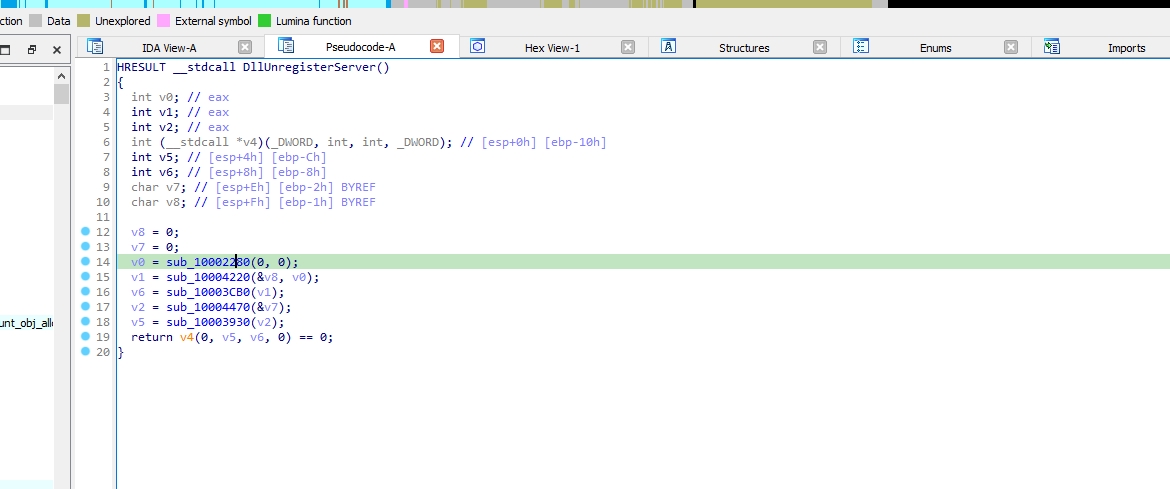 ction Data Unexplored External symbol Lumina function
IDA View-A Pseudocode-A Hex View-1 Structures Enums Imports
1 HRESULT __stdcall DllUnregisterServer()
2 {
3 int v0; // eax
4 int v1; // eax
5 int v2; // eax
6 int (__stdcall *v4)(_DWORD, int, int, _DWORD); // [esp+0h] [ebp-10h]
7 int v5; // [esp+4h] [ebp-Ch]
8 int v6; // [esp+8h] [ebp-8h]
9 char v7; // [esp+Eh] [ebp-2h] BYREF
10 char v8; // [esp+Fh] [ebp-1h] BYREF
11
12 v8 = 0;
13 v7 = 0;
14 v0 = sub_10002280(0, 0);
15 v1 = sub_10004220(&v8, v0);
16 v6 = sub_10003CB0(v1);
17 v2 = sub_10004470(&v7);
unt_obj_all
18 v5 = sub_10003930(v2);
19 return v4(0, v5, v6, 0) == 0;
20 }